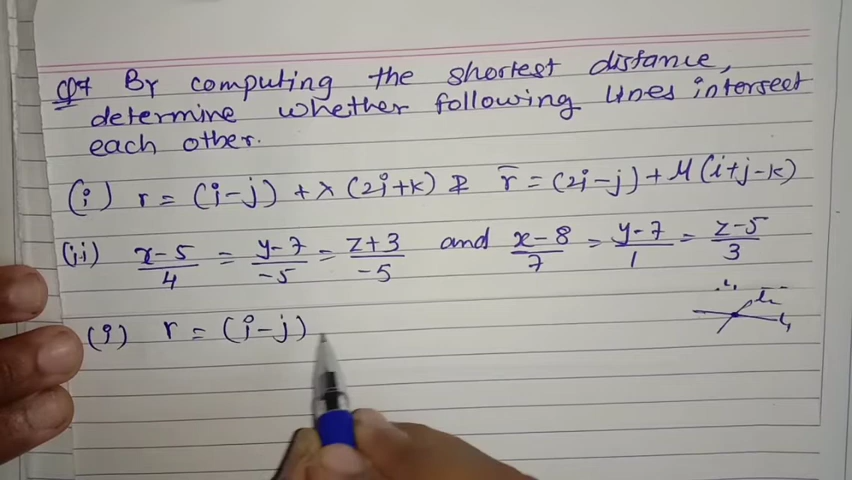 Q7 By computing the shortest distance,
determine whether following lines intersect
each other.
(i) r = (i-j) + λ (2i+k) & r̄ = (2i-j) + μ (i+j-k)
(ii) x-5/4 = y-7/-5 = z+3/-5 and x-8/7 = y-7/1 = z-5/3
(i) r = (i-j)